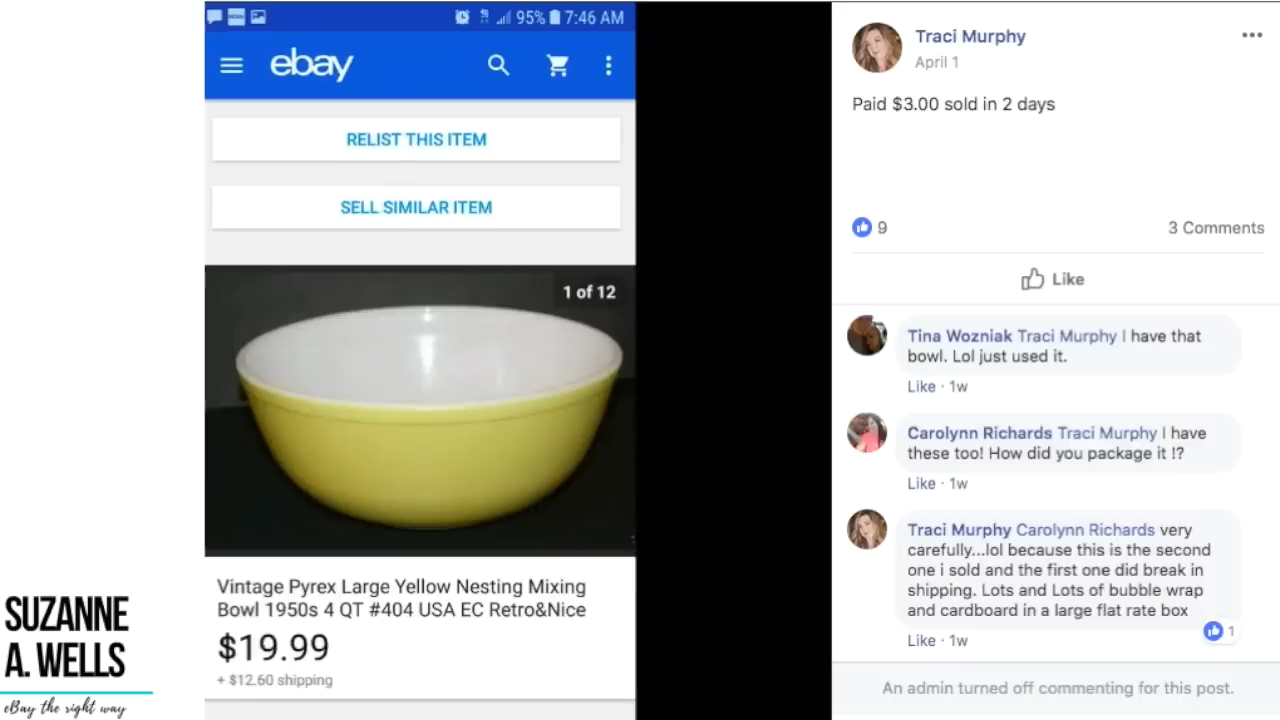 95% 7:46 AM
ebay
RELIST THIS ITEM
SELL SIMILAR ITEM
1 of 12
Vintage Pyrex Large Yellow Nesting Mixing
Bowl 1950s 4 QT #404 USA EC Retro&Nice
$19.99
+ $12.60 shipping
SUZANNE
A. WELLS
eBay the right way
Traci Murphy
April 1
Paid $3.00 sold in 2 days
9
3 Comments
Like
Tina Wozniak Traci Murphy I have that
bowl. Lol just used it.
Like · 1w
Carolynn Richards Traci Murphy I have
these too! How did you package it !?
Like · 1w
Traci Murphy Carolynn Richards very
carefully...lol because this is the second
one i sold and the first one did break in
shipping. Lots and Lots of bubble wrap
and cardboard in a large flat rate box
1
Like · 1w
An admin turned off commenting for this post.